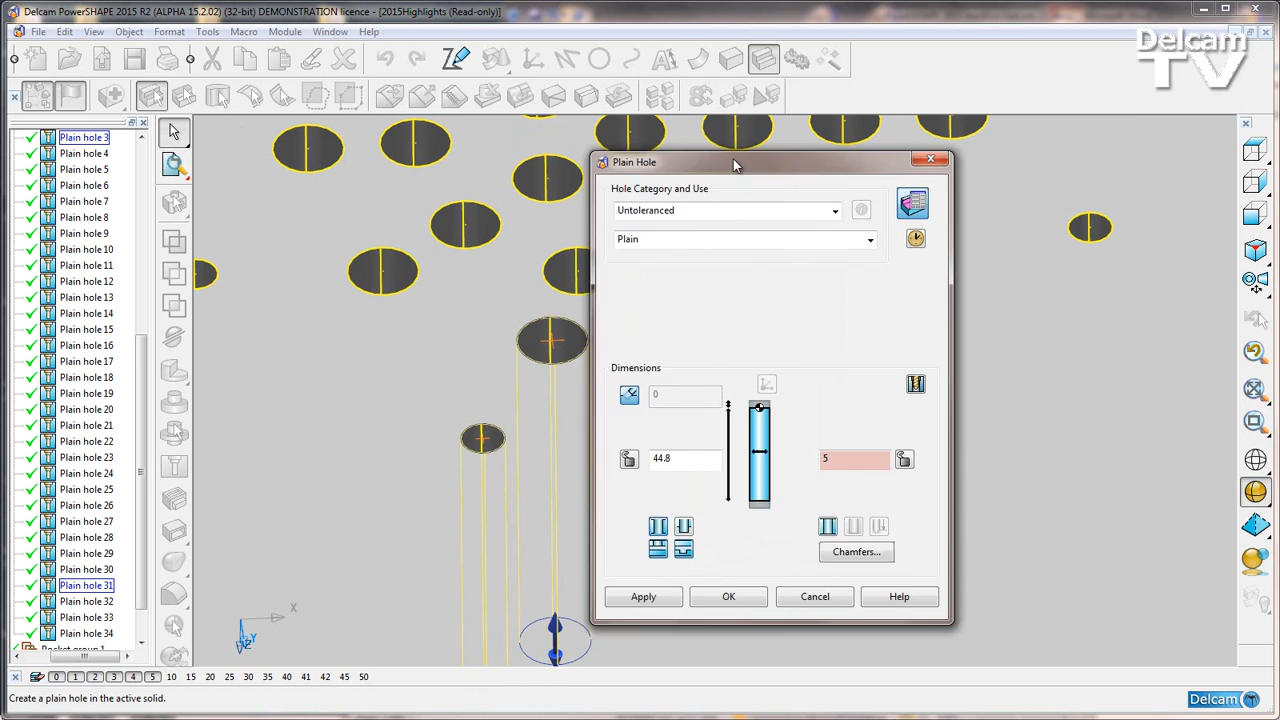 Delcam PowerSHAPE 2015 R2 (ALPHA 15.2.02) (32-bit) DEMONSTRATION licence - [2015Highlights (Read-only)]
File Edit View Object Format Tools Macro Module Window Help
Delcam
TV
Plain hole 3
Plain hole 4
Plain hole 5
Plain hole 6
Plain hole 7
Plain hole 8
Plain hole 9
Plain hole 10
Plain hole 11
Plain hole 12
Plain hole 13
Plain hole 14
Plain hole 15
Plain hole 16
Plain hole 17
Plain hole 18
Plain hole 19
Plain hole 20
Plain hole 21
Plain hole 22
Plain hole 23
Plain hole 24
Plain hole 25
Plain hole 26
Plain hole 27
Plain hole 28
Plain hole 29
Plain hole 30
Plain hole 31
Plain hole 32
Plain hole 33
Plain hole 34
Pocket group 1
Plain Hole
Hole Category and Use
Untoleranced
Plain
Dimensions
0
44.8 5
Chamfers...
Apply OK Cancel Help
X
Y
Z
0 1 2 3 4 5 10 15 20 25 30 35 40 41 42 45 50
Create a plain hole in the active solid.
Delcam